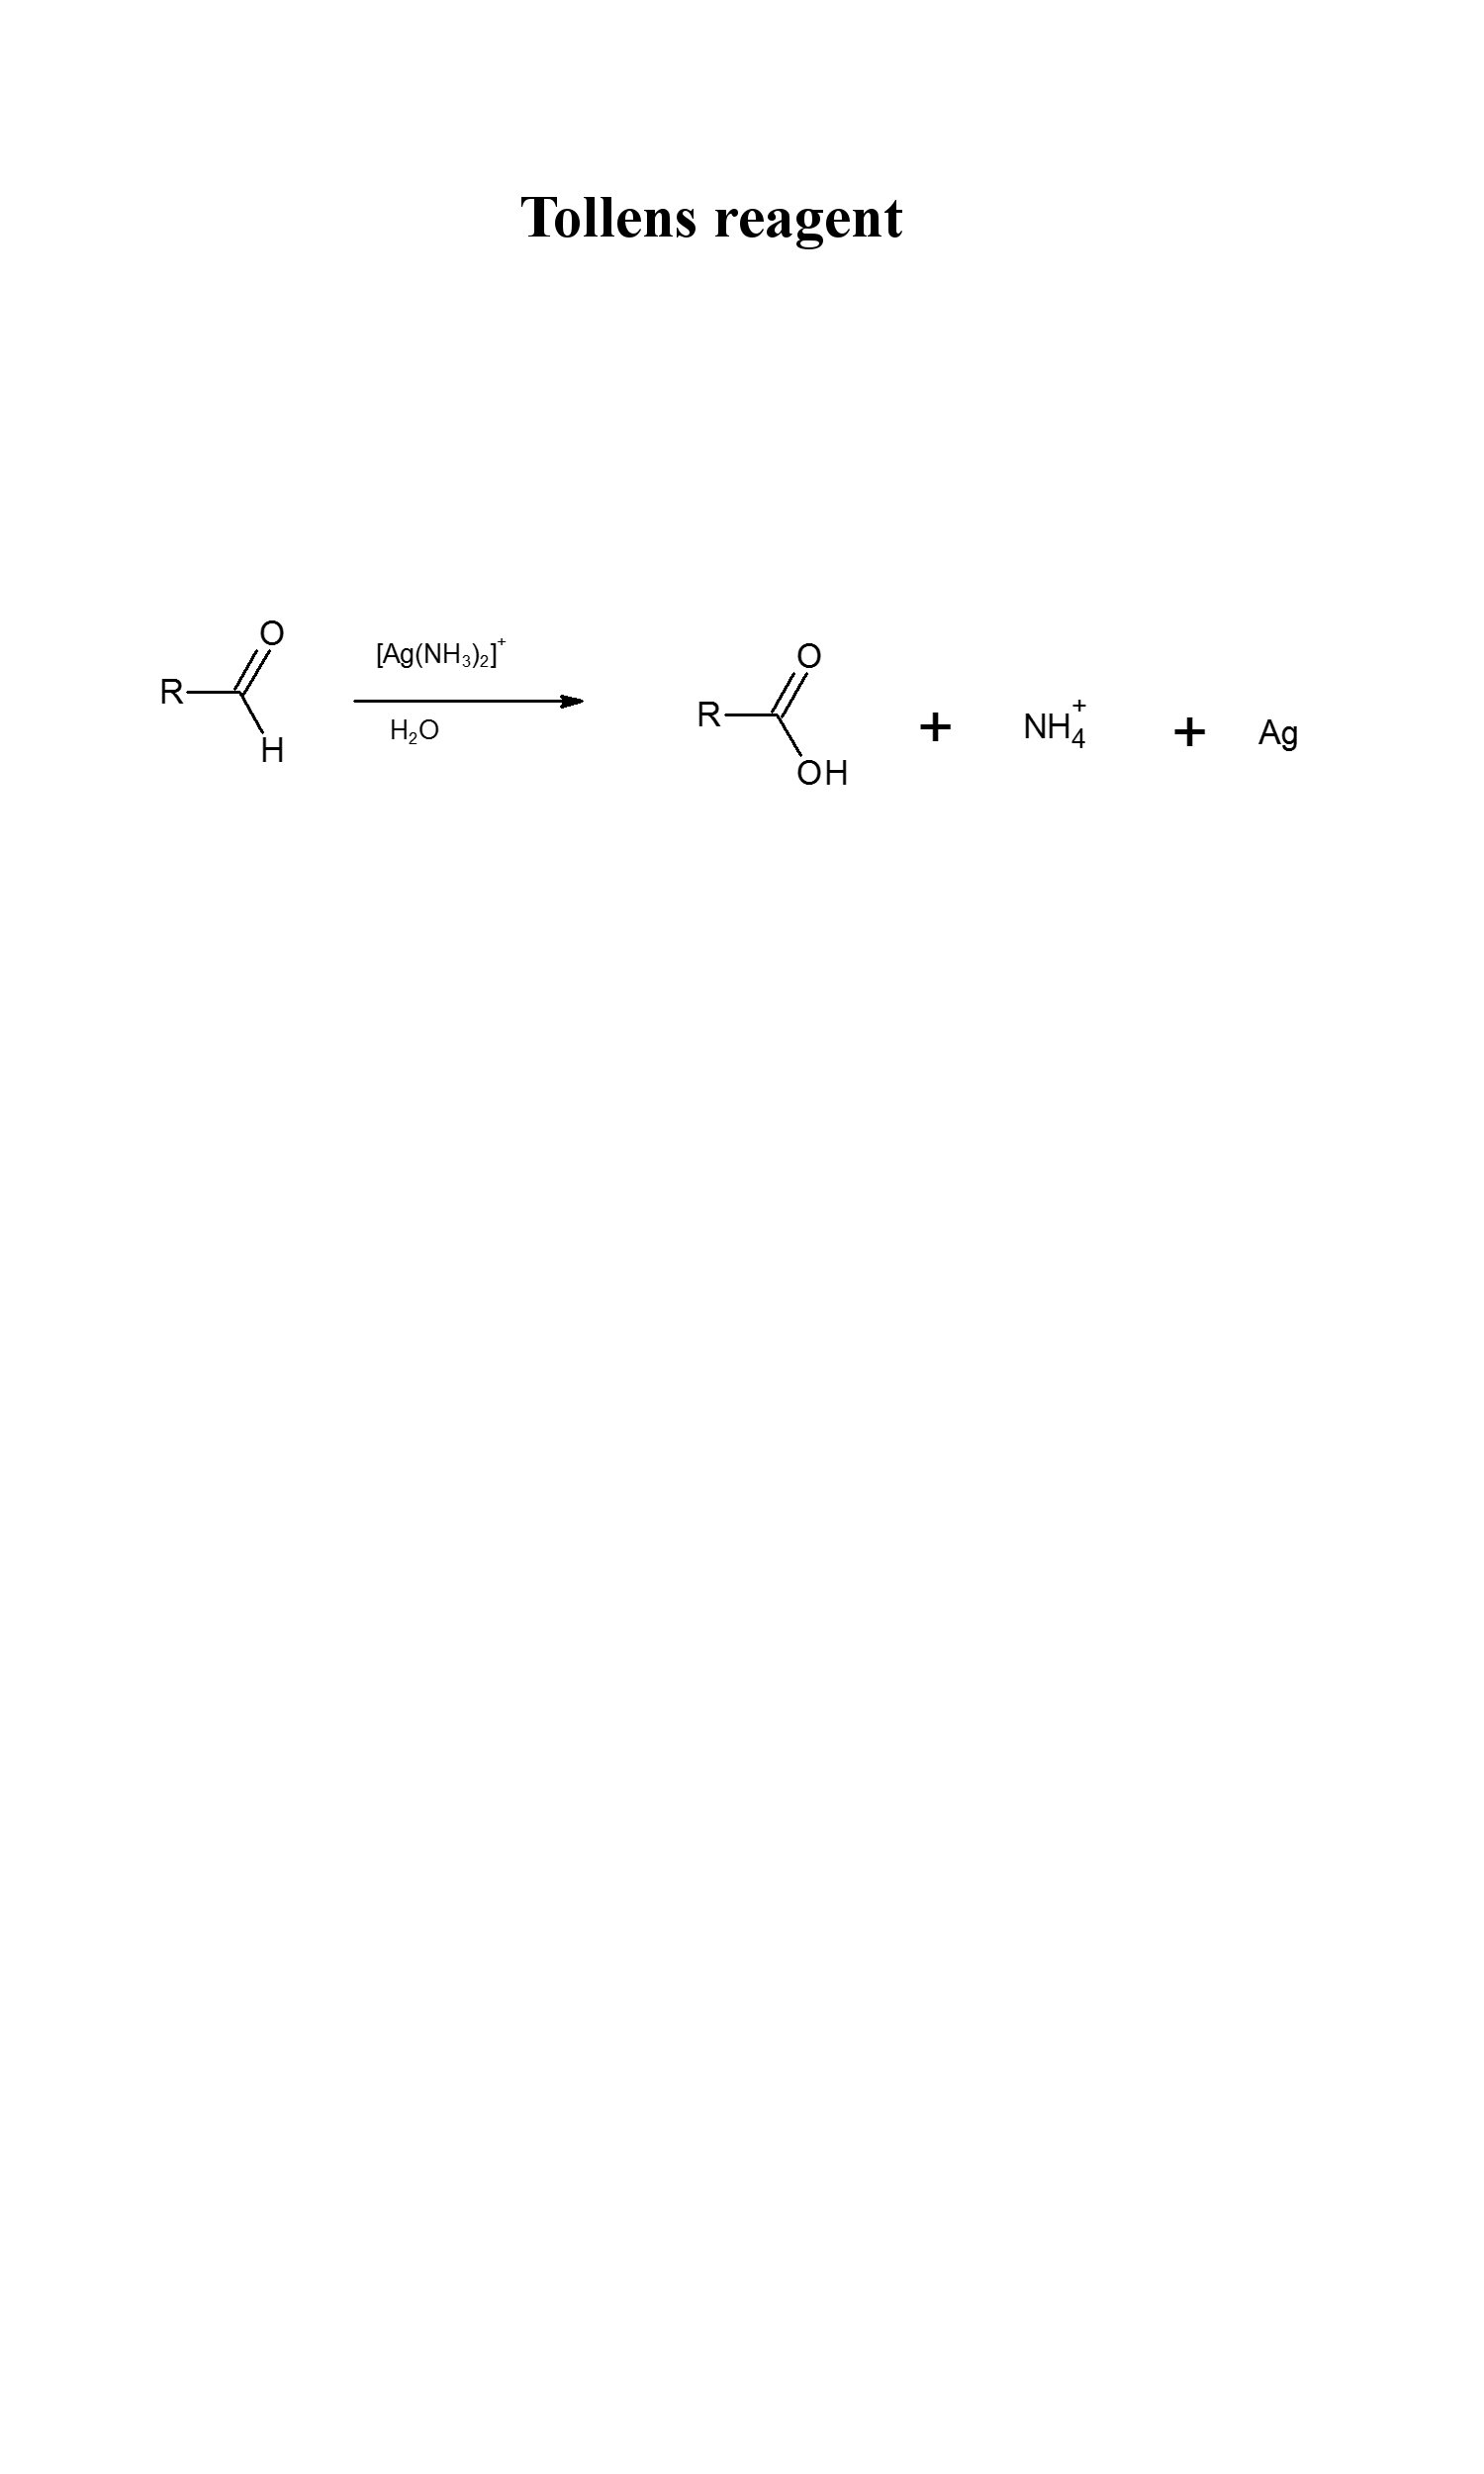 Tollens reagent
O
R
H
[Ag(NH₃)₂]⁺
H₂O
O
R
OH
+
NH₄⁺
+
Ag